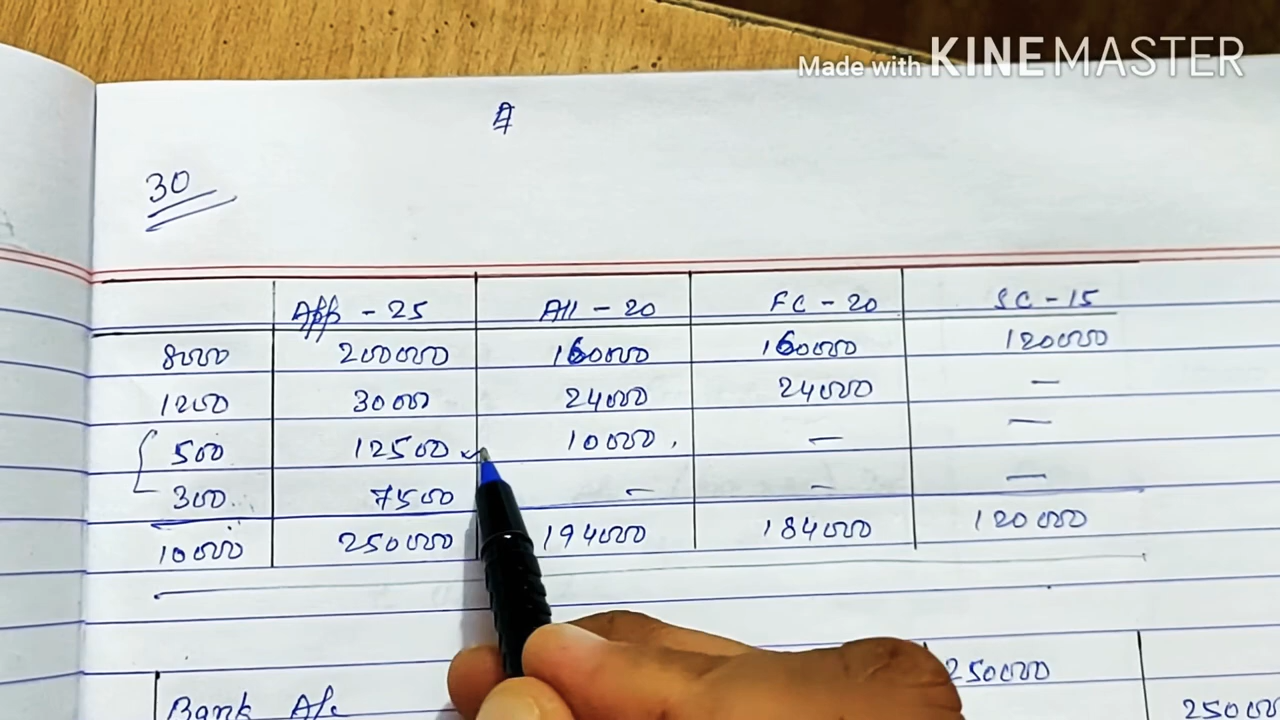 Made with KINEMASTER
#
30
App - 25 All - 20 FC - 20 SC - 15
8000 200000 160000 160000 120000
1200 30000 24000 24000 —
500 12500 10000 — —
300 7500 — — —
10000 250000 194000 184000 120000
250000
Bank A/c 250000